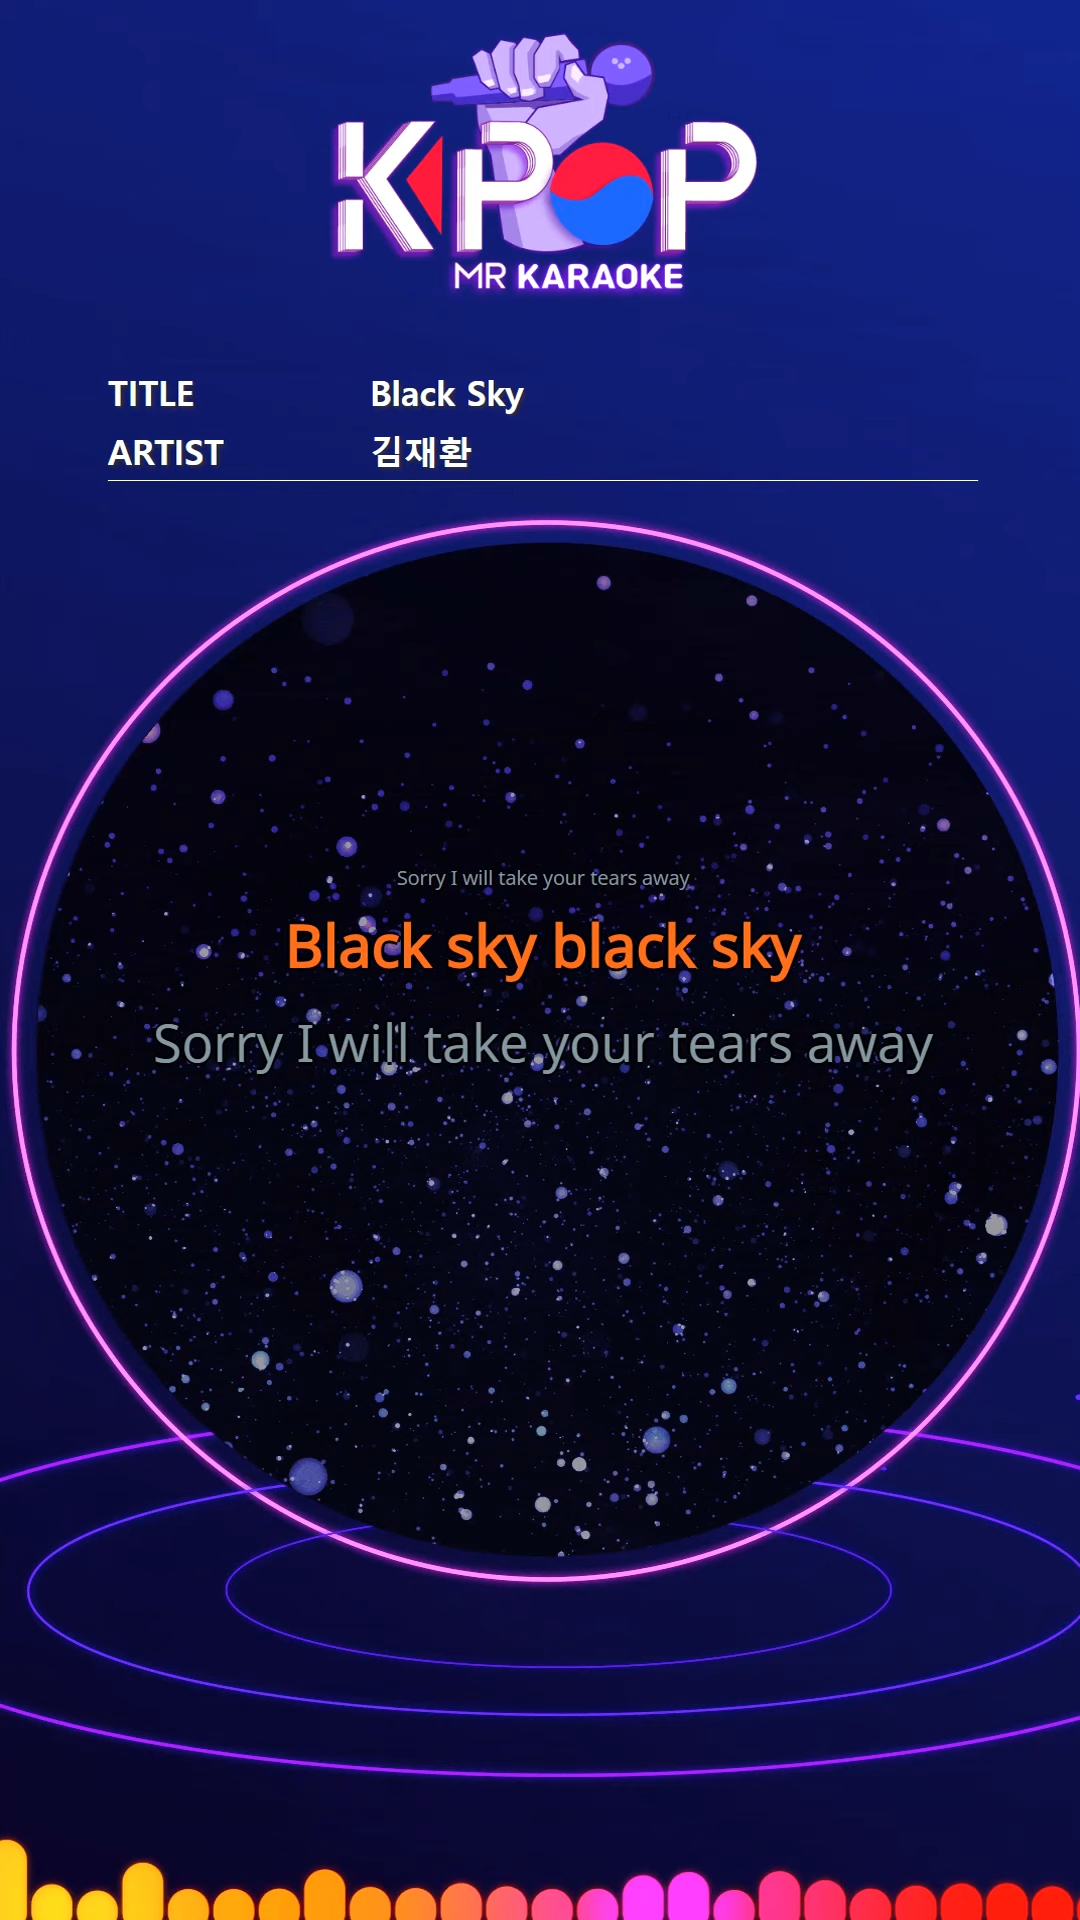 KPOP
MR KARAOKE
TITLE Black Sky
ARTIST 김재환
Sorry I will take your tears away
Black sky black sky
Sorry I will take your tears away